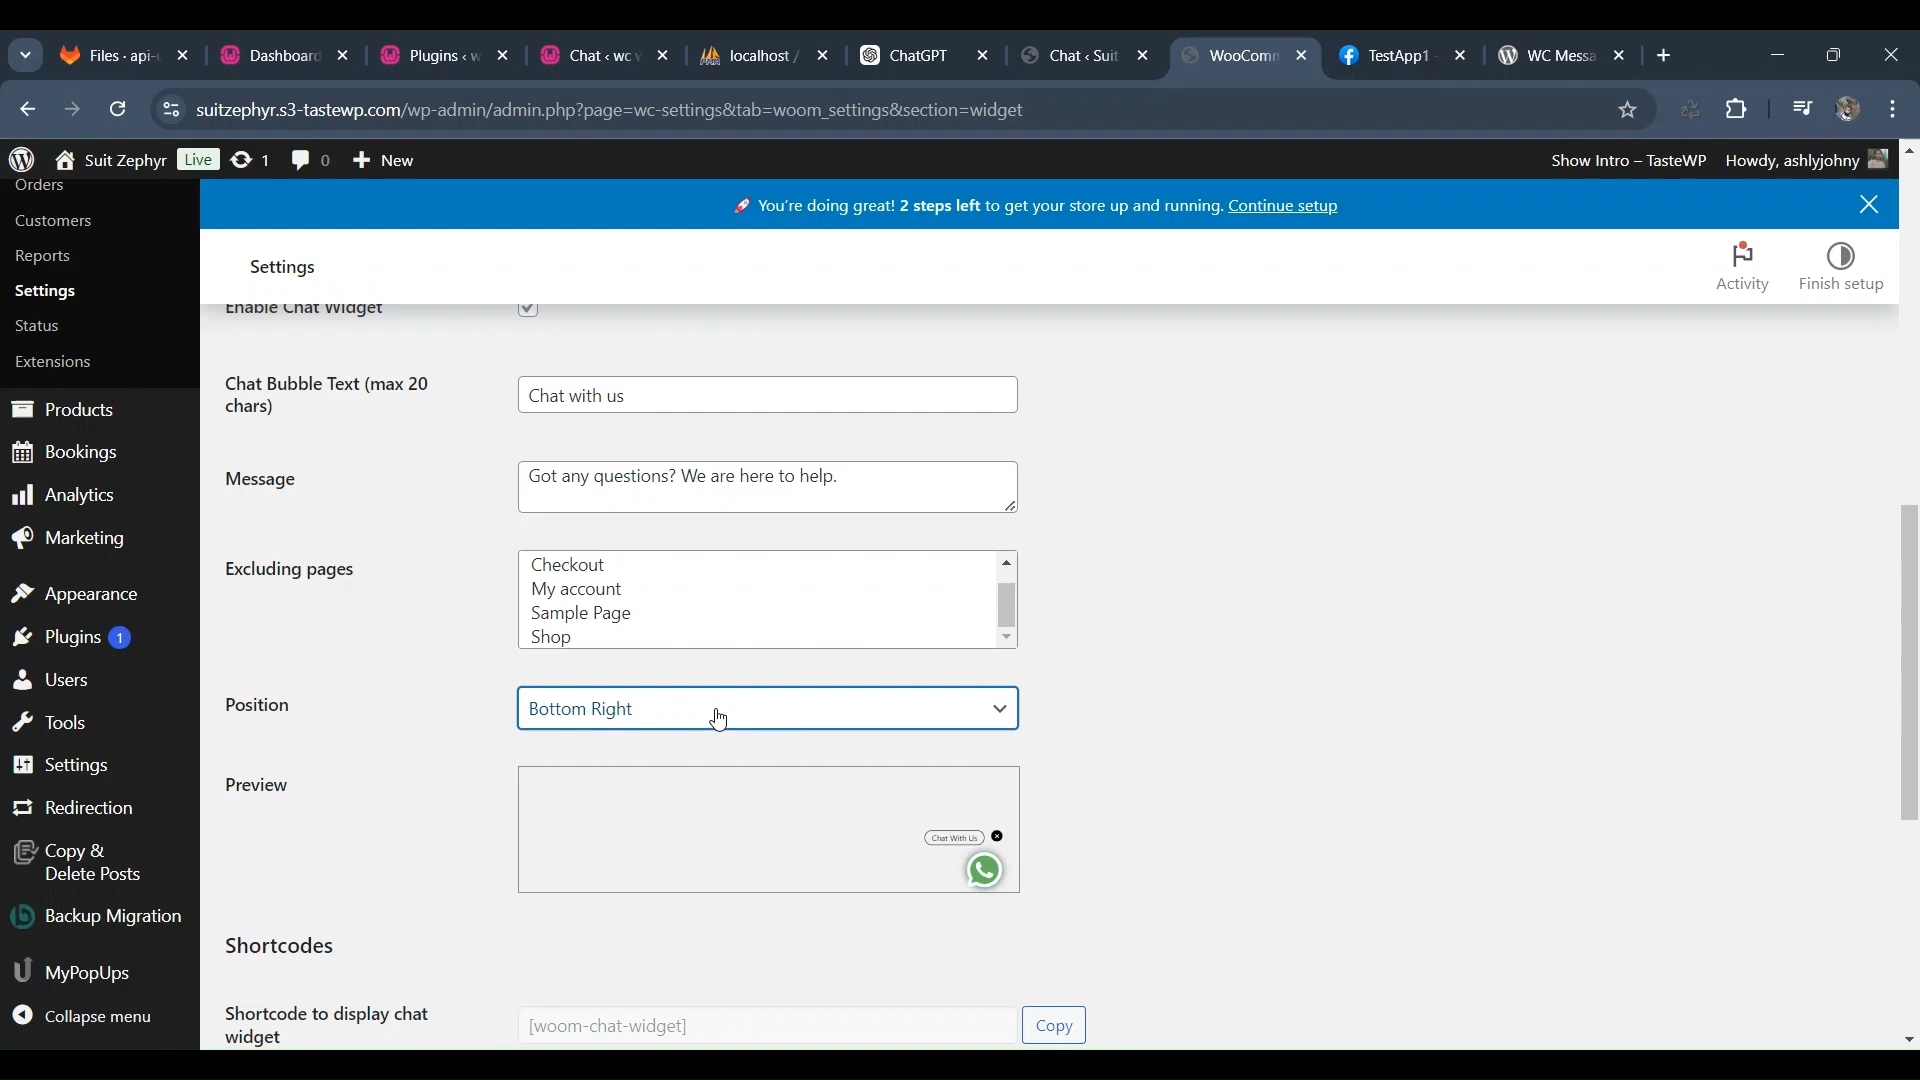 Files · api-c
Dashboard
Plugins ‹ w
Chat ‹ wc w
localhost /
ChatGPT
Chat ‹ Suit
WooComm
TestApp1 -
WC Messa
suitzephyr.s3-tastewp.com/wp-admin/admin.php?page=wc-settings&tab=woom_settings&section=widget
Suit Zephyr Live 1 0 New Show Intro – TasteWP Howdy, ashlyjohny
Orders
Customers
Reports
Settings
Status
Extensions
Products
Bookings
Analytics
Marketing
Appearance
Plugins 1
Users
Tools
Settings
Redirection
Copy &
Delete Posts
Backup Migration
MyPopUps
Collapse menu
You're doing great! 2 steps left to get your store up and running. Continue setup
Settings
Activity
Finish setup
Enable Chat Widget
Chat Bubble Text (max 20
chars)
Chat with us
Message
Got any questions? We are here to help.
Excluding pages
Checkout
My account
Sample Page
Shop
Position
Bottom Right
Preview
Chat With Us
Shortcodes
Shortcode to display chat
widget
[woom-chat-widget]
Copy